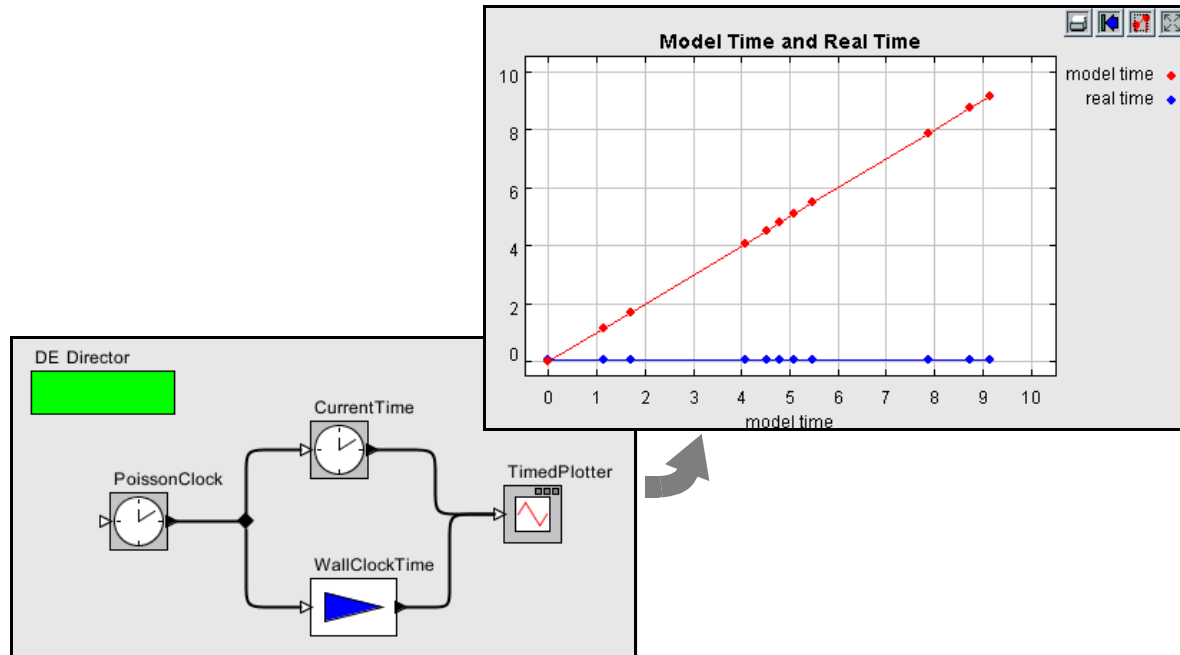 Model Time and Real Time
model time
real time
10
8
6
4
2
0
0 1 2 3 4 5 6 7 8 9 10
model time
DE Director
CurrentTime
PoissonClock
TimedPlotter
WallClockTime